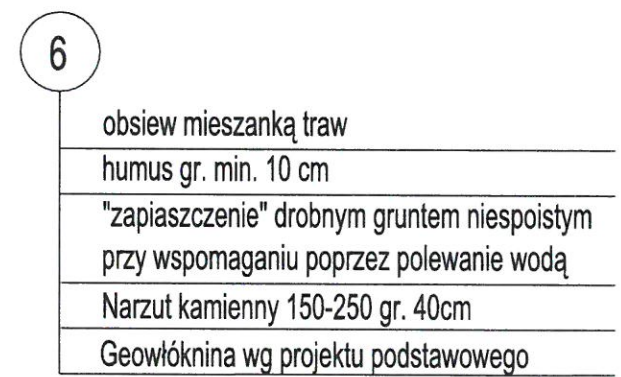 6
obsiew mieszanką traw
humus gr. min. 10 cm
"zapiaszczenie" drobnym gruntem niespoistym
przy wspomaganiu poprzez polewanie wodą
Narzut kamienny 150-250 gr. 40cm
Geowłóknina wg projektu podstawowego